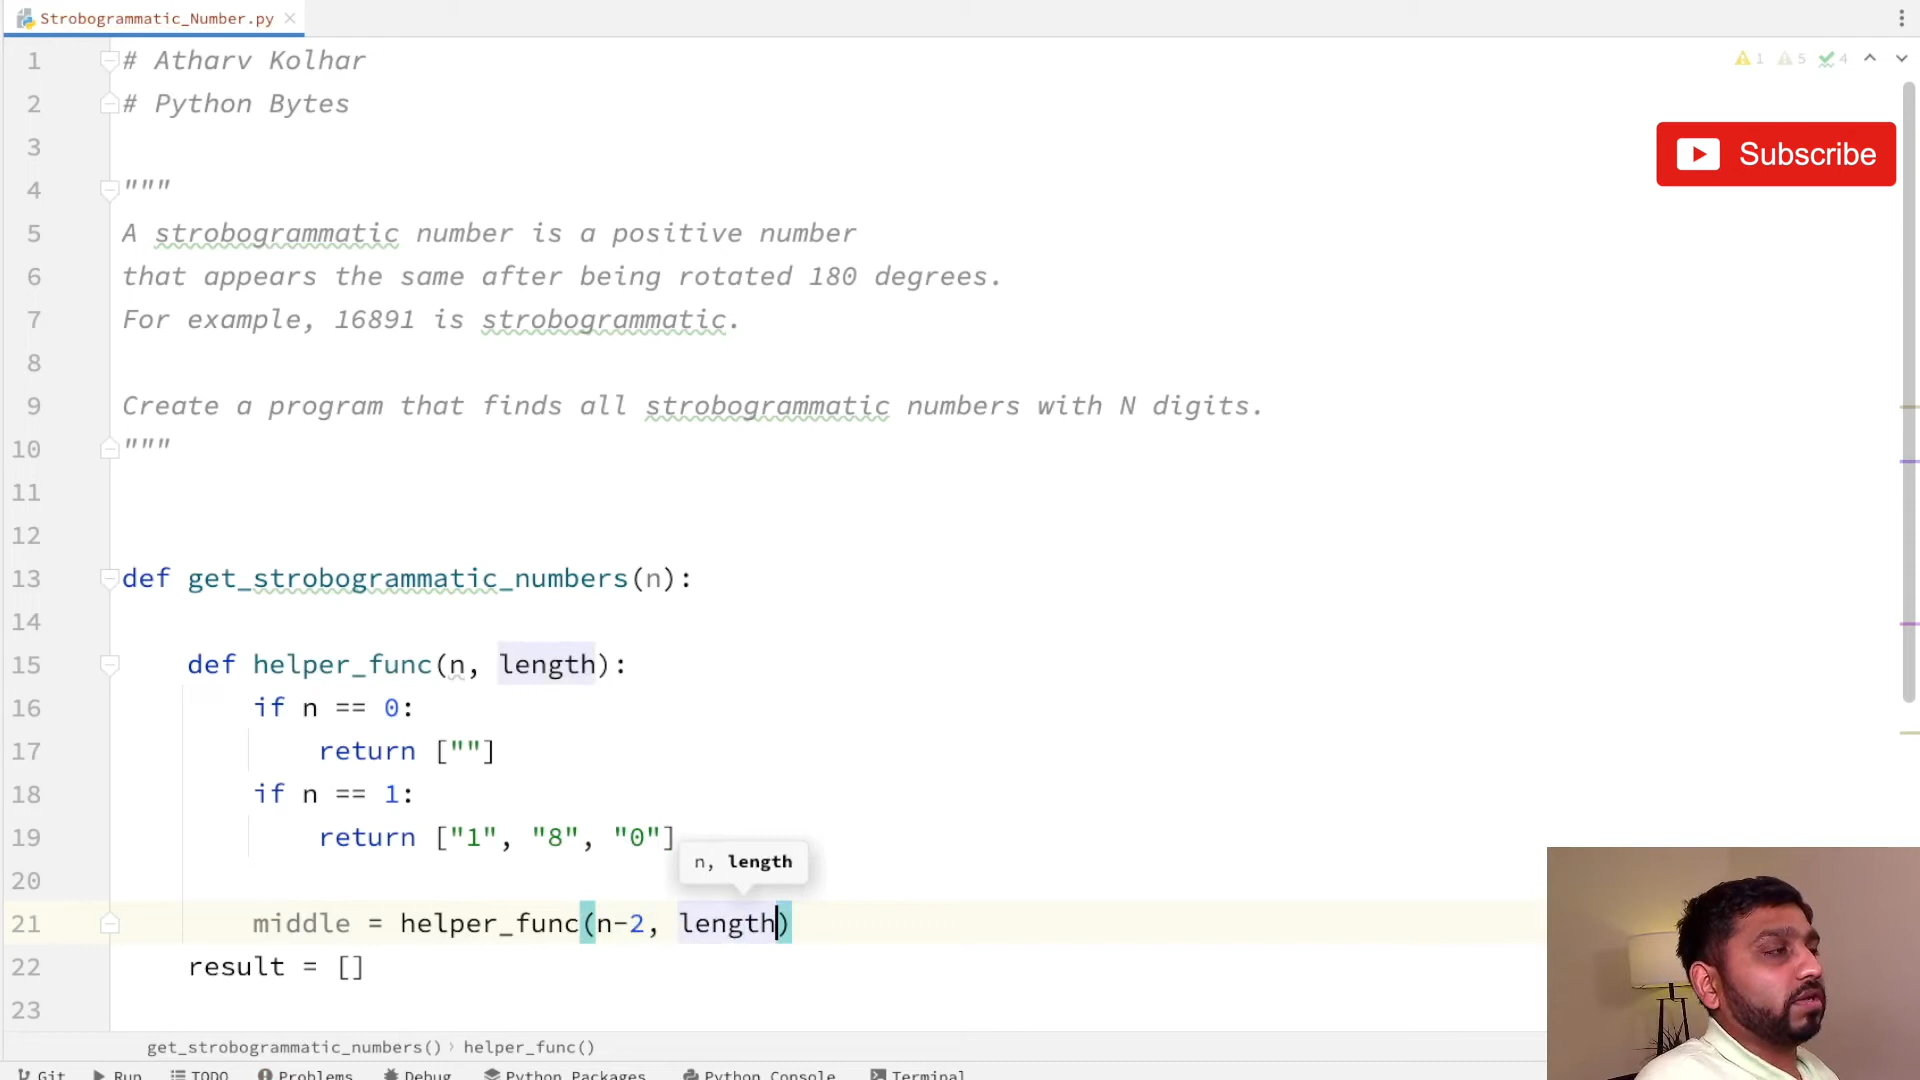 Strobogrammatic_Number.py
1 # Atharv Kolhar
1 5 4
2 # Python Bytes
3
Subscribe
4 """
5 A strobogrammatic number is a positive number
6 that appears the same after being rotated 180 degrees.
7 For example, 16891 is strobogrammatic.
8
9 Create a program that finds all strobogrammatic numbers with N digits.
10 """
11
12
13 def get_strobogrammatic_numbers(n):
14
15 def helper_func(n, length):
16 if n == 0:
17 return [""]
18 if n == 1:
19 return ["1", "8", "0"]
n, length
20
21 middle = helper_func(n-2, length)
22 result = []
23
get_strobogrammatic_numbers() › helper_func()
Git Run TODO Problems Debug Python Packages Python Console Terminal